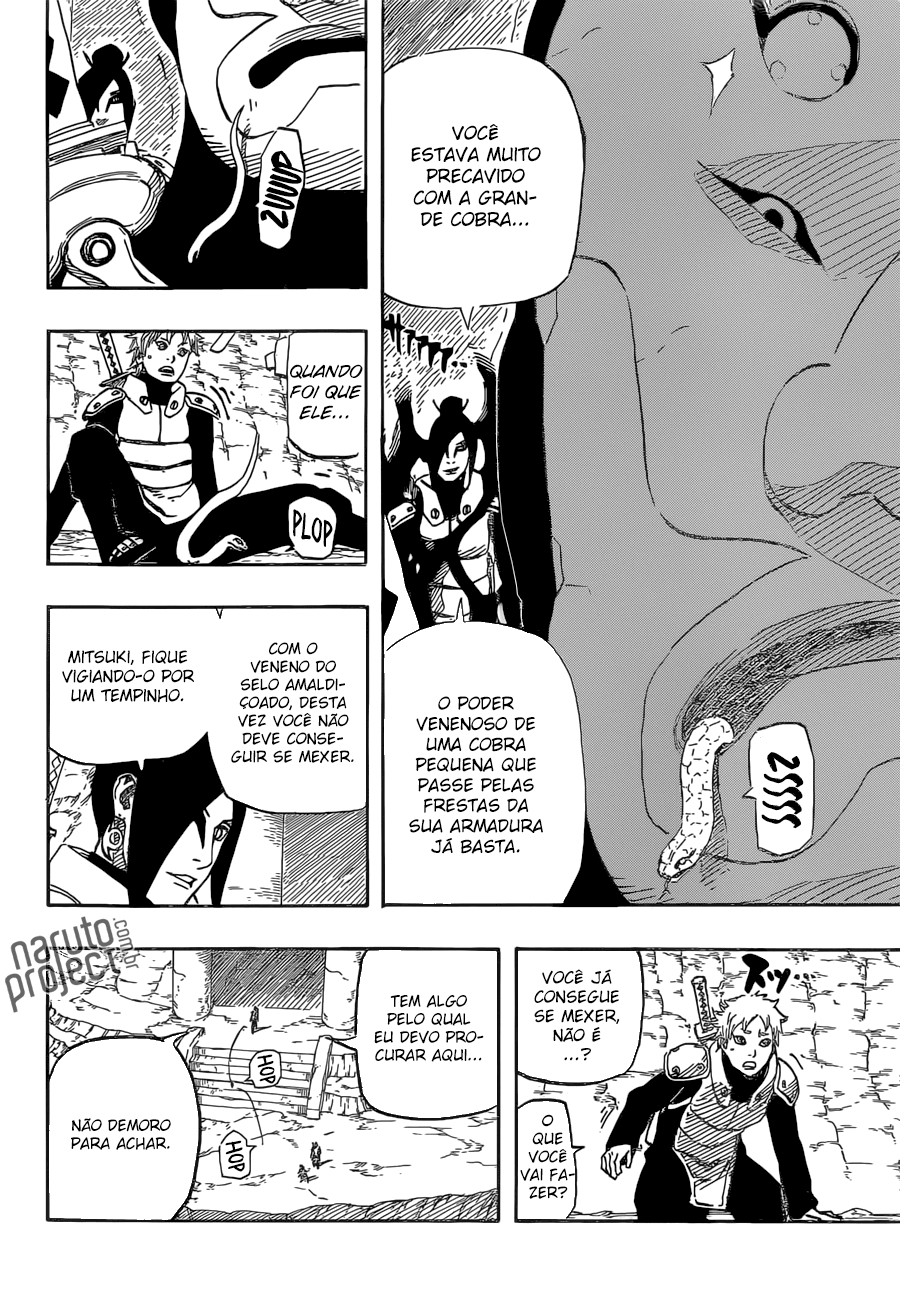 VOCÊ
ESTAVA MUITO
PRECAVIDO
COM A GRAN-
DE COBRA...
O PODER
VENENOSO DE
UMA COBRA
PEQUENA QUE
PASSE PELAS
FRESTAS DA
SUA ARMADURA
JÁ BASTA.
ZUUUP
QUANDO
FOI QUE
ELE...
PLOP
COM O
VENENO DO
SELO AMALDI-
ÇOADO, DESTA
VEZ VOCÊ NÃO
DEVE CONSE-
GUIR SE MEXER.
MITSUKI, FIQUE
VIGIANDO-O POR
UM TEMPINHO.
ズッ...
VOCÊ JÁ
CONSEGUE
SE MEXER,
NÃO É
...?
O
QUE
VOCÊ
VAI FA-
ZER?
TEM ALGO
PELO QUAL
EU DEVO PRO-
CURAR AQUI...
HOP
HOP
NÃO DEMORO
PARA ACHAR.
naruto
project
.com.br